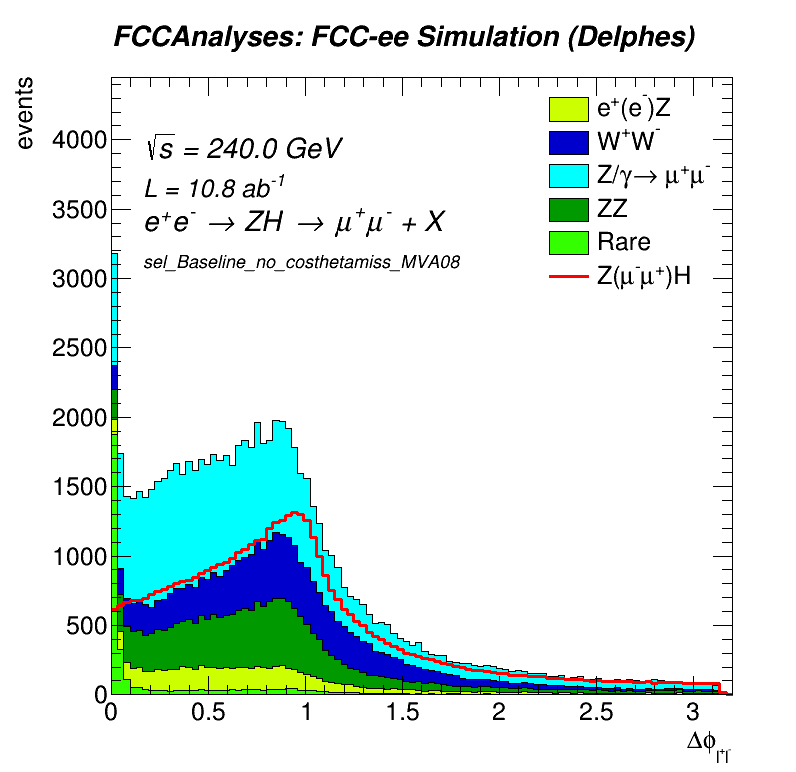 FCCAnalyses: FCC-ee Simulation (Delphes)
events
√s = 240.0 GeV
L = 10.8 ab⁻¹
e⁺e⁻ → ZH → μ⁺μ⁻ + X
sel_Baseline_no_costhetamiss_MVA08
e⁺(e⁻)Z
W⁺W⁻
Z/γ→ μ⁺μ⁻
ZZ
Rare
Z(μ⁻μ⁺)H
4000
3500
3000
2500
2000
1500
1000
500
0
0 0.5 1 1.5 2 2.5 3
Δϕ l⁺l⁻